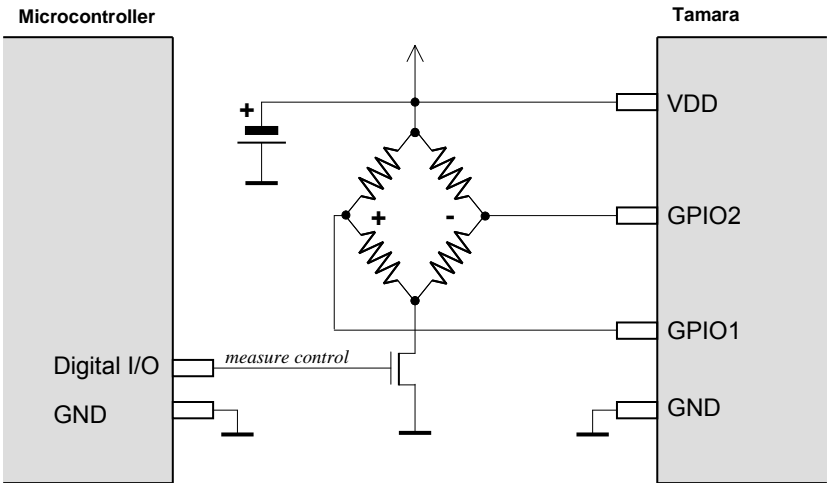 Microcontroller
Tamara
+
VDD
+ -
GPIO2
GPIO1
Digital I/O
measure control
GND
GND